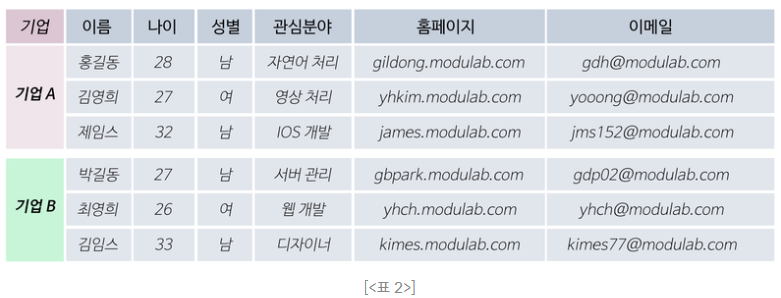 기업 이름 나이 성별 관심분야 홈페이지 이메일
홍길동 28 남 자연어 처리 gildong.modulab.com gdh@modulab.com
기업 A 김영희 27 여 영상 처리 yhkim.modulab.com yooong@modulab.com
제임스 32 남 IOS 개발 james.modulab.com jms152@modulab.com
박길동 27 남 서버 관리 gbpark.modulab.com gdp02@modulab.com
기업 B 최영희 26 여 웹 개발 yhch.modulab.com yhch@modulab.com
김임스 33 남 디자이너 kimes.modulab.com kimes77@modulab.com
[<표 2>]